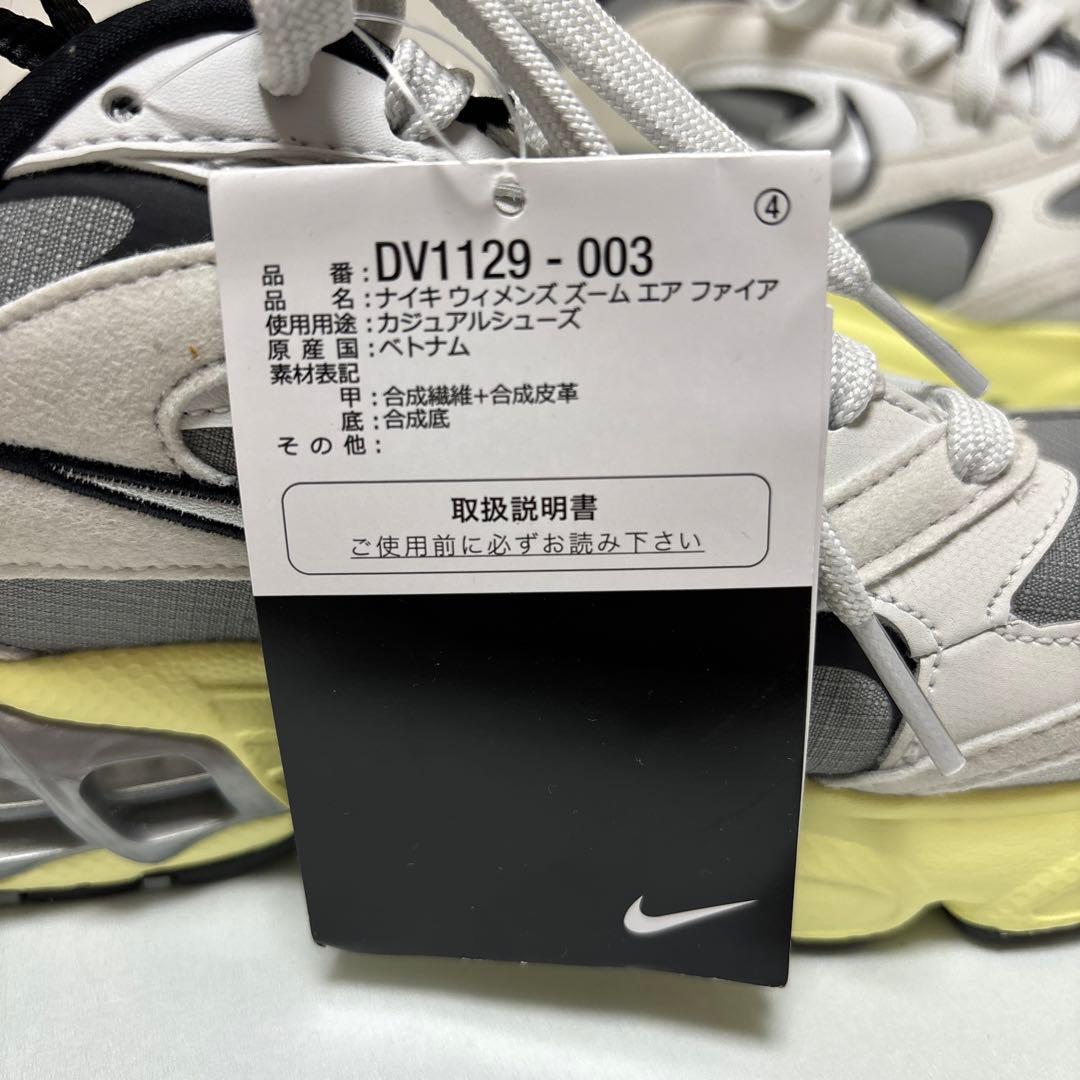 ④
品 番:DV1129 - 003
品 名:ナイキ ウィメンズ ズーム エア ファイア
使用用途:カジュアルシューズ
原産国:ベトナム
素材表記
甲:合成繊維+合成皮革
底:合成底
その他:
取扱説明書
ご使用前に必ずお読み下さい